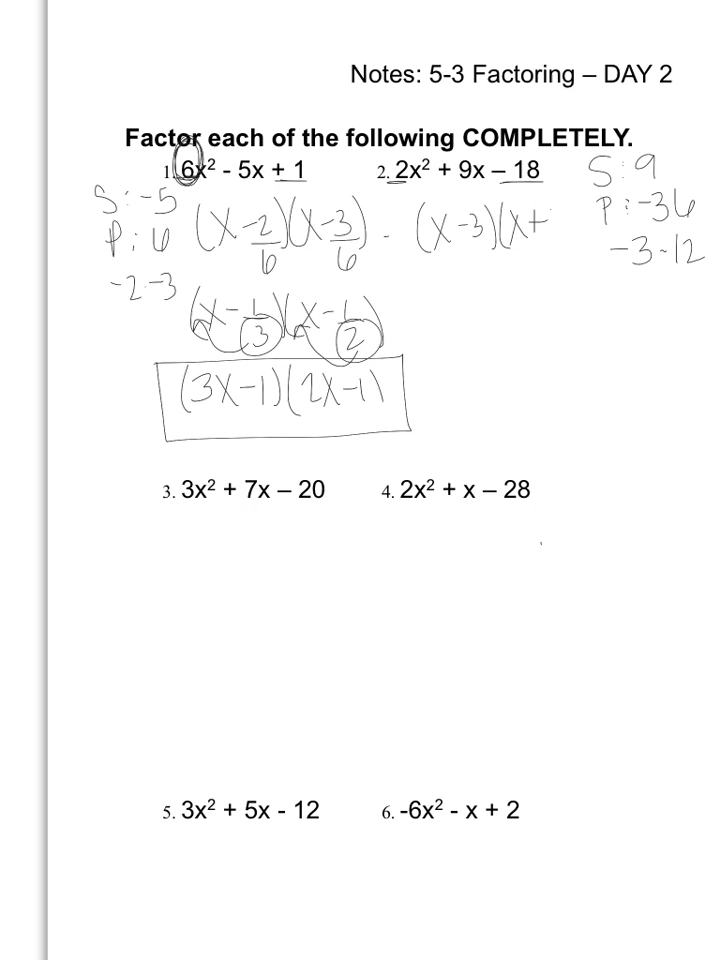 Notes: 5-3 Factoring – DAY 2
Factor each of the following COMPLETELY.
1. 6x² - 5x + 1
2. 2x² + 9x – 18
S: -5
P: 6
-2 -3
(x-2/6)(x-3/6)
(x-1/3)(x-1/2)
(3x-1)(2x-1)
S: 9
P: -36
-3 · 12
(x-3)(x+
3. 3x² + 7x – 20
4. 2x² + x – 28
5. 3x² + 5x - 12
6. -6x² - x + 2